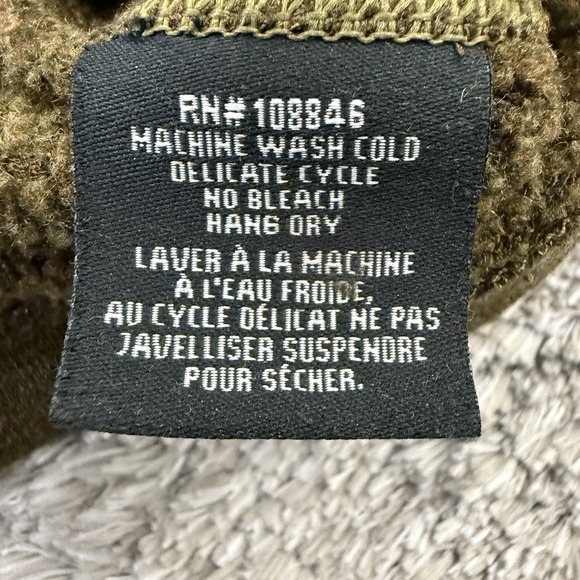 RN#108846
MACHINE WASH COLD
DELICATE CYCLE
NO BLEACH
HANG DRY
LAVER À LA MACHINE
À L'EAU FROIDE,
AU CYCLE DÉLICAT NE PAS
JAVELLISER SUSPENDRE
POUR SÉCHER.